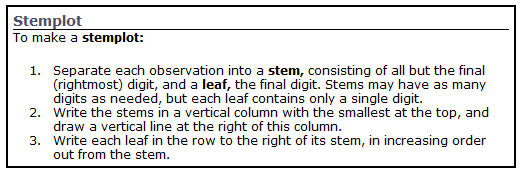 Stemplot
To make a stemplot:
1. Separate each observation into a stem, consisting of all but the final
(rightmost) digit, and a leaf, the final digit. Stems may have as many
digits as needed, but each leaf contains only a single digit.
2. Write the stems in a vertical column with the smallest at the top, and
draw a vertical line at the right of this column.
3. Write each leaf in the row to the right of its stem, in increasing order
out from the stem.